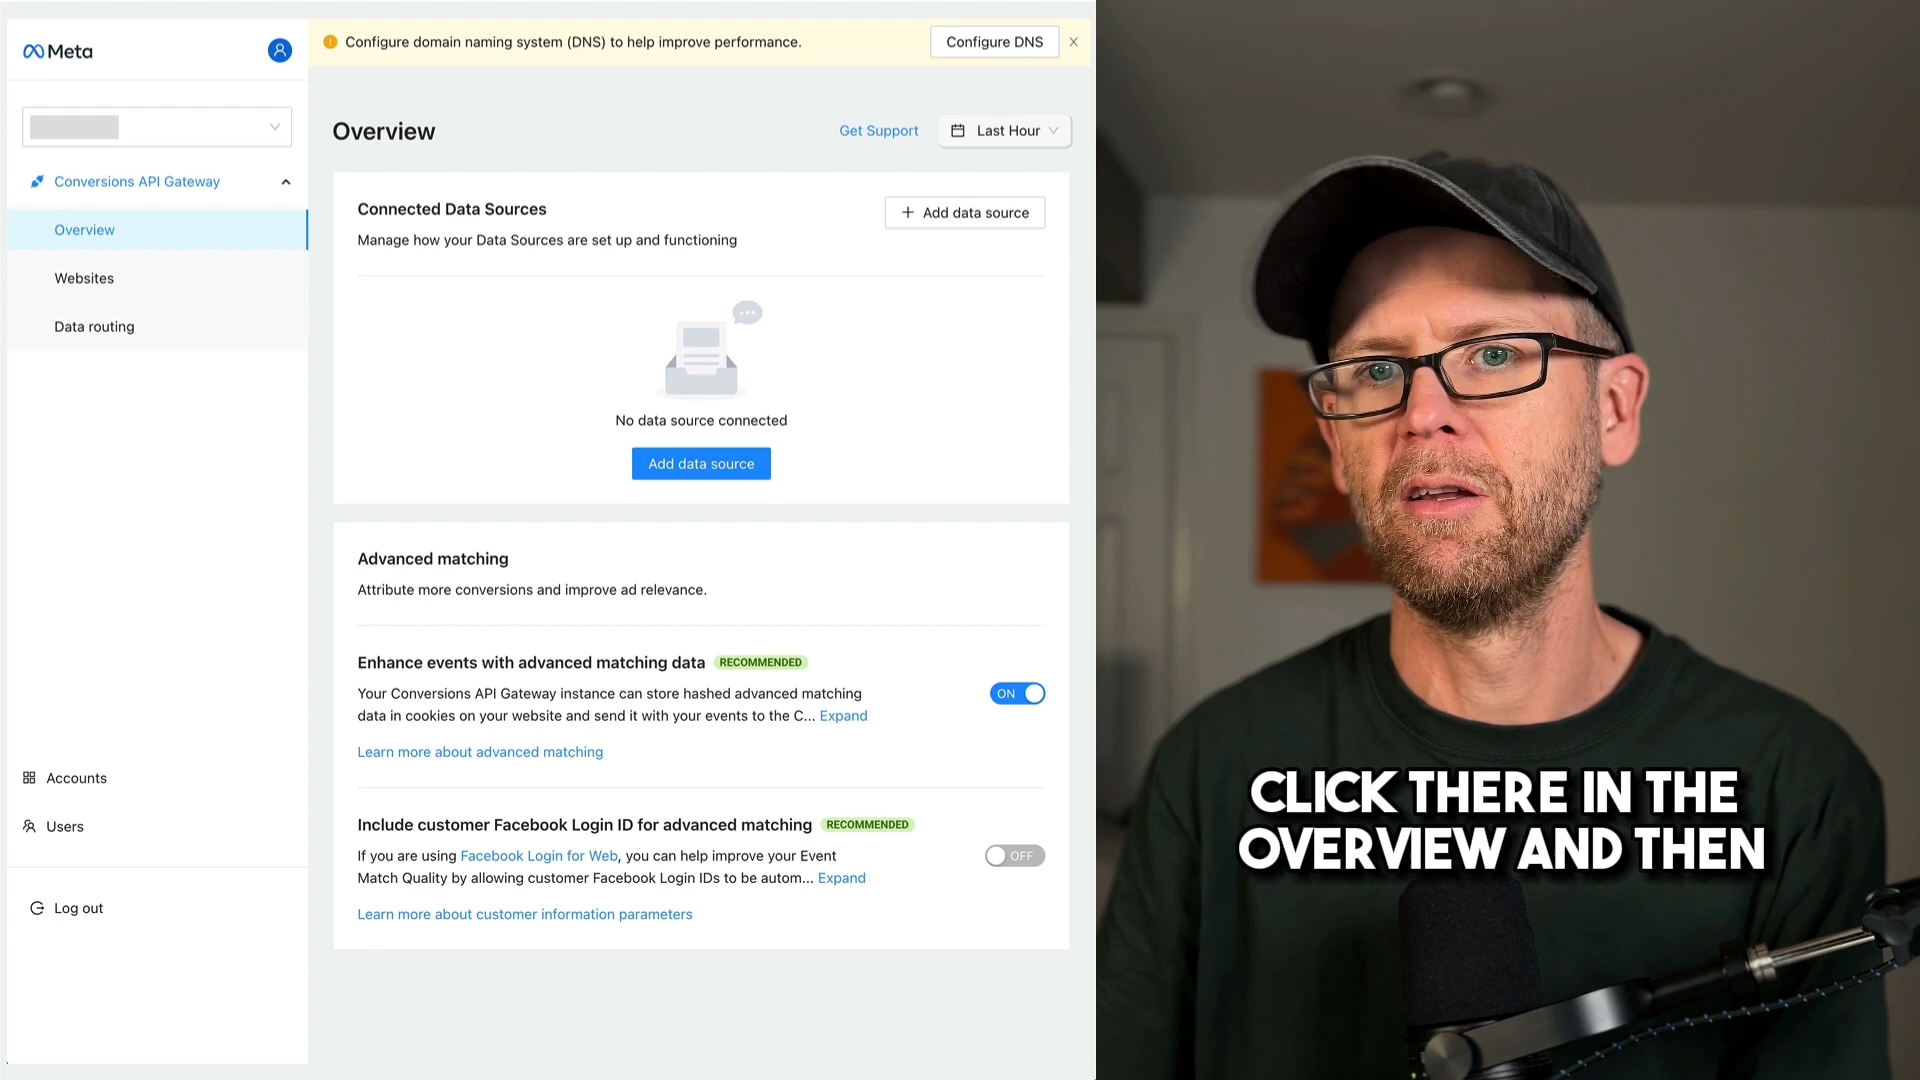 Meta
Configure domain naming system (DNS) to help improve performance.
Configure DNS
Conversions API Gateway
Overview
Websites
Data routing
Accounts
Users
Log out
Overview
Get Support
Last Hour
Connected Data Sources
Add data source
Manage how your Data Sources are set up and functioning
No data source connected
Add data source
Advanced matching
Attribute more conversions and improve ad relevance.
Enhance events with advanced matching data RECOMMENDED
Your Conversions API Gateway instance can store hashed advanced matching
ON
data in cookies on your website and send it with your events to the C... Expand
Learn more about advanced matching
Include customer Facebook Login ID for advanced matching RECOMMENDED
If you are using Facebook Login for Web, you can help improve your Event
OFF
Match Quality by allowing customer Facebook Login IDs to be autom... Expand
Learn more about customer information parameters
CLICK THERE IN THE
OVERVIEW AND THEN